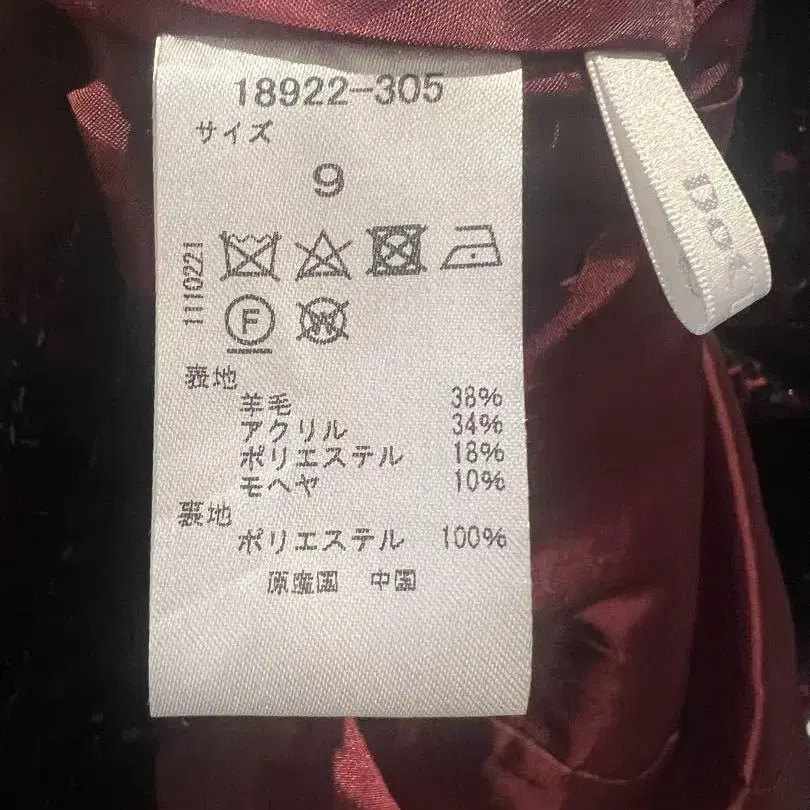 18922-305
サイズ
9
1110221
F
W
表地
羊毛 38%
アクリル 34%
ポリエステル 18%
モヘヤ 10%
裏地
ポリエステル 100%
原産国 中国